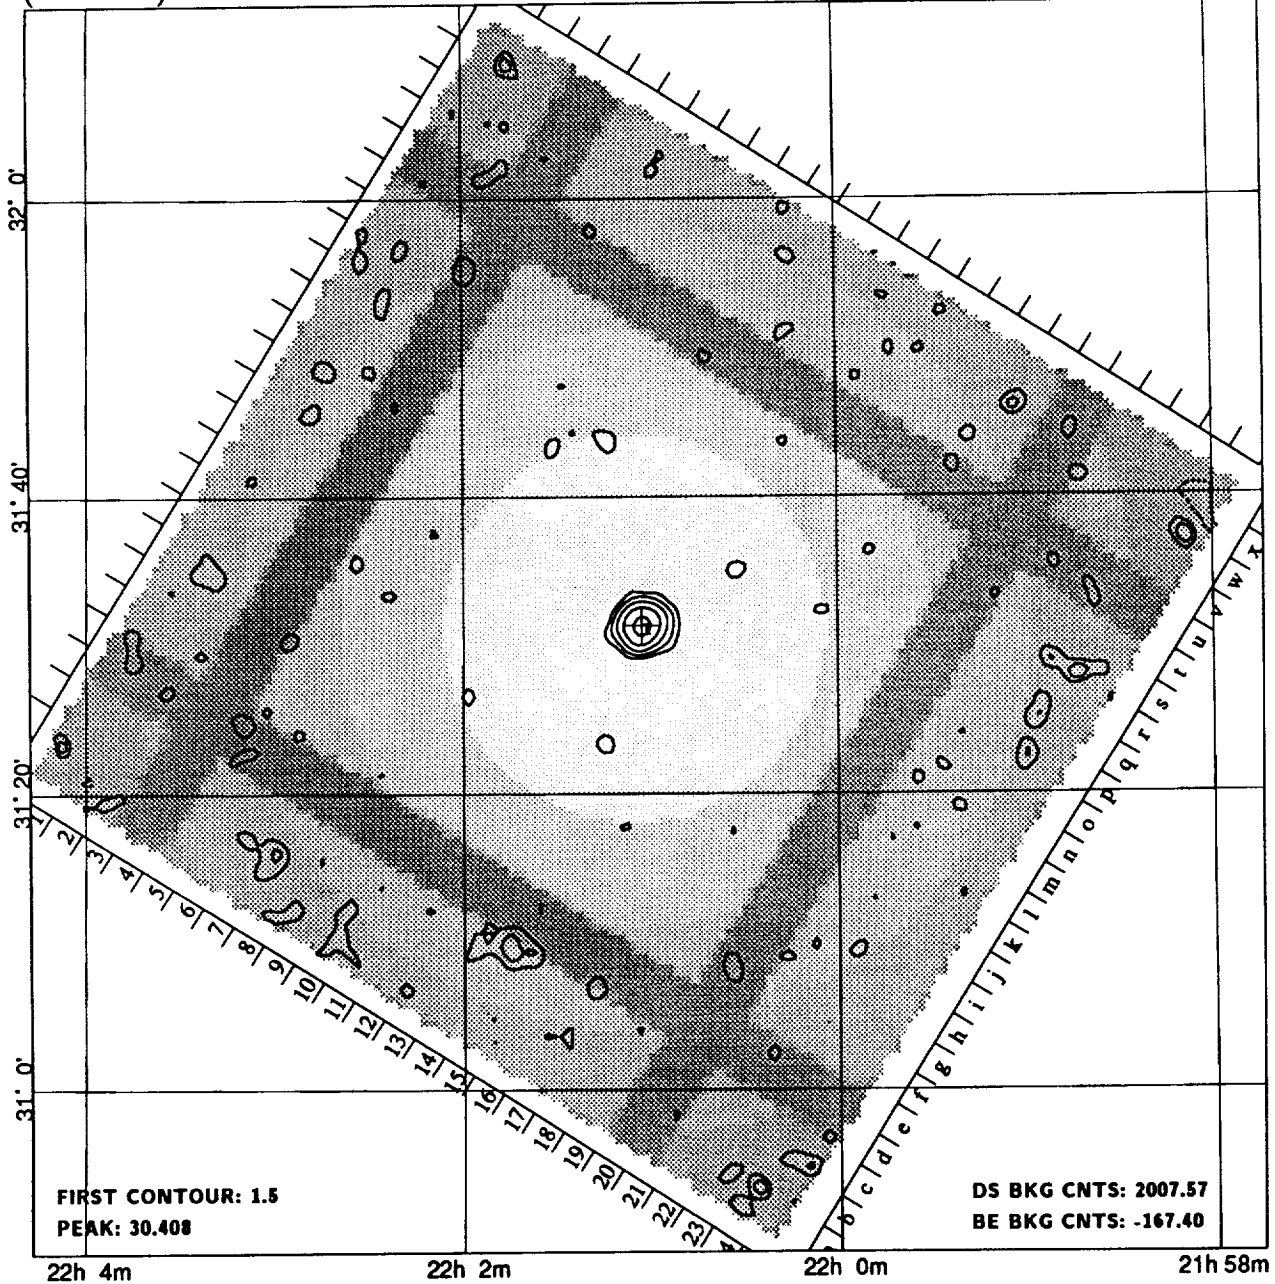 32° 0'
31° 40'
31° 20'
31° 0'
1
2
3
4
5
6
7
8
9
10
11
12
13
14
15
16
17
18
19
20
21
22
23
b
c
d
e
f
g
h
i
j
k
l
m
n
o
p
q
r
s
t
u
v
w
x
FIRST CONTOUR: 1.5
PEAK: 30.408
DS BKG CNTS: 2007.57
BE BKG CNTS: -167.40
22h 4m
22h 2m
22h 0m
21h 58m